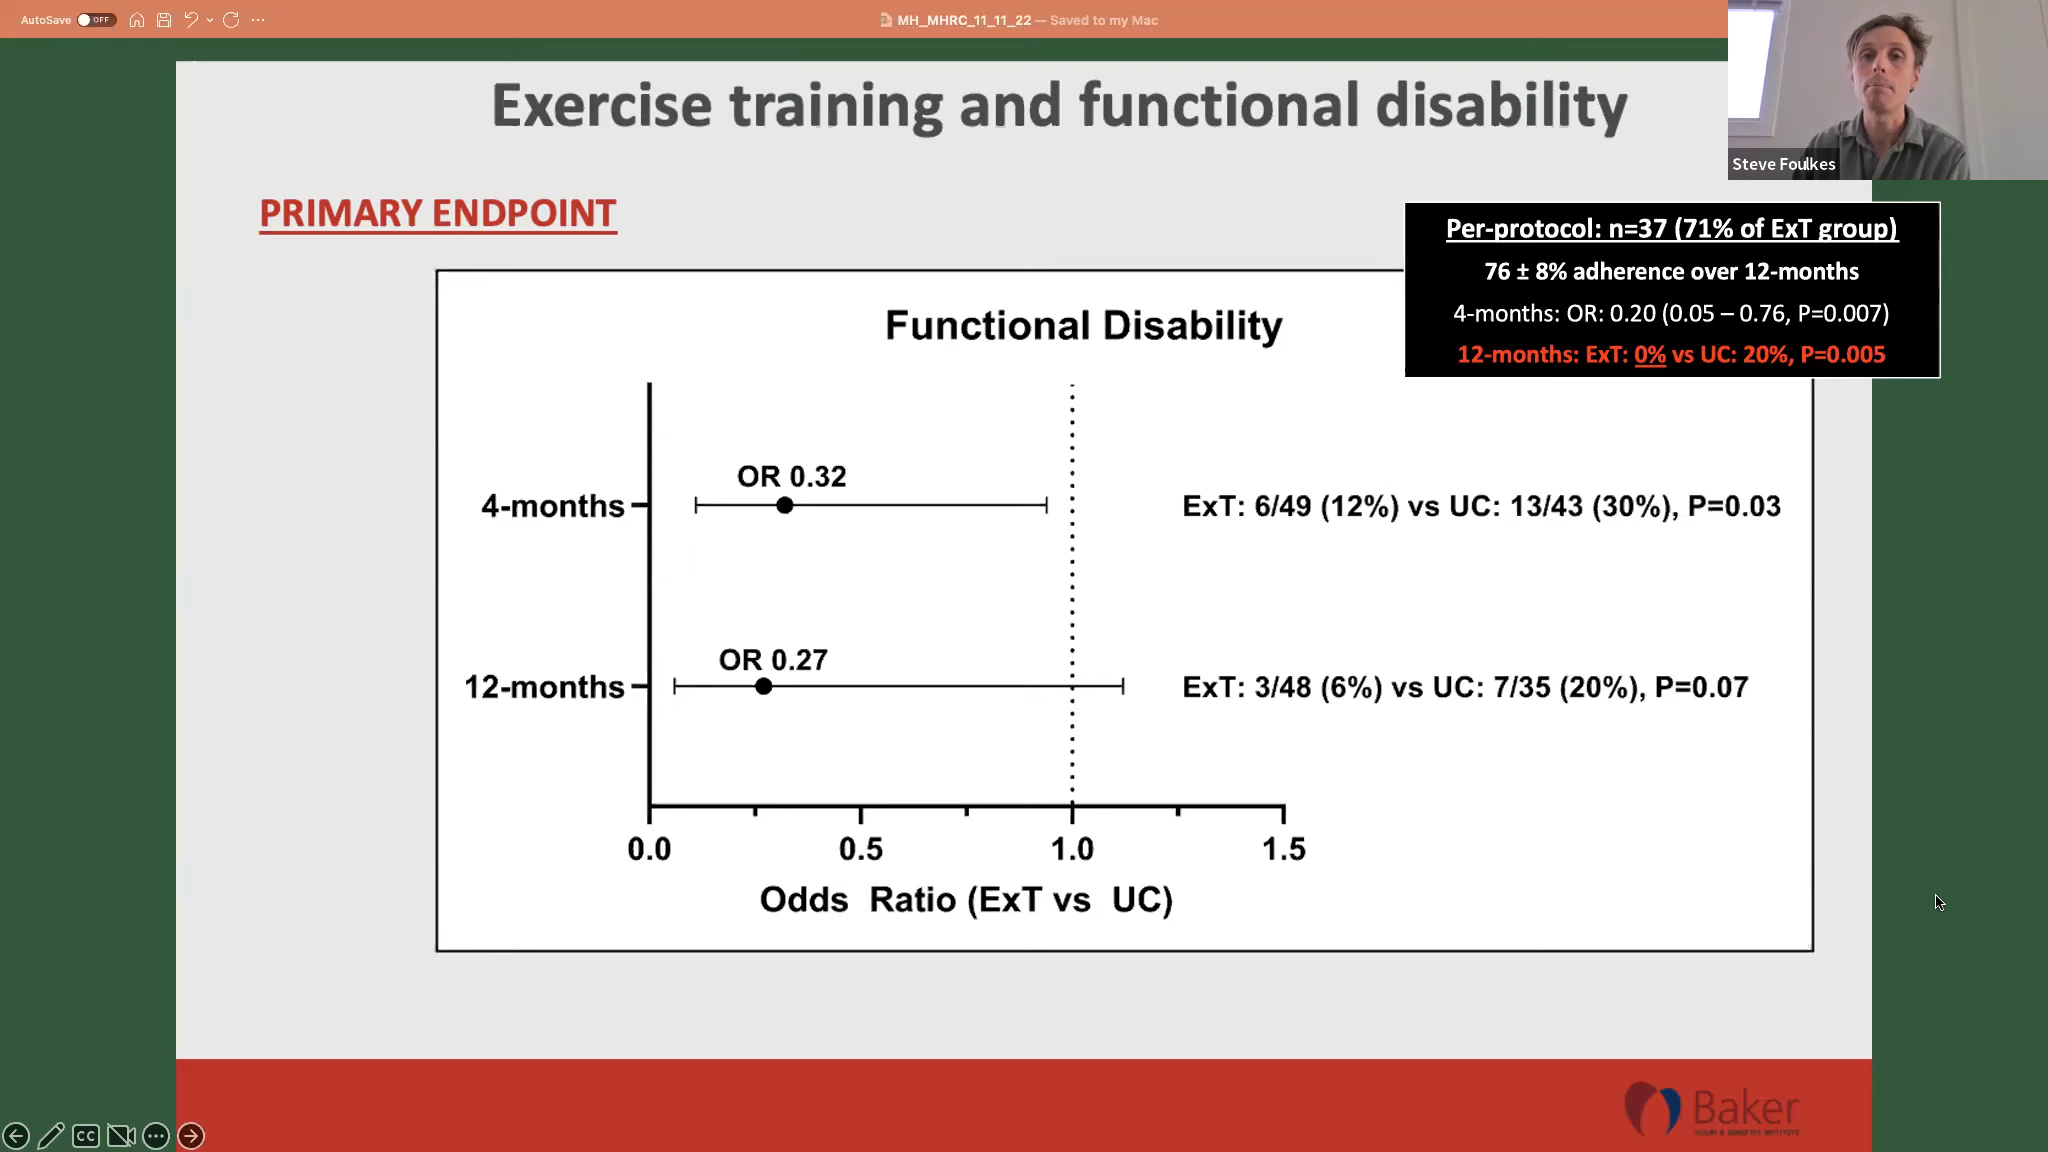 AutoSave OFF
MH_MHRC_11_11_22 — Saved to my Mac
Exercise training and functional disability
Steve Foulkes
PRIMARY ENDPOINT
Per-protocol: n=37 (71% of ExT group)
76 ± 8% adherence over 12-months
4-months: OR: 0.20 (0.05 – 0.76, P=0.007)
12-months: ExT: 0% vs UC: 20%, P=0.005
Functional Disability
OR 0.32
4-months
ExT: 6/49 (12%) vs UC: 13/43 (30%), P=0.03
OR 0.27
12-months
ExT: 3/48 (6%) vs UC: 7/35 (20%), P=0.07
0.0 0.5 1.0 1.5
Odds Ratio (ExT vs UC)
Baker
CC